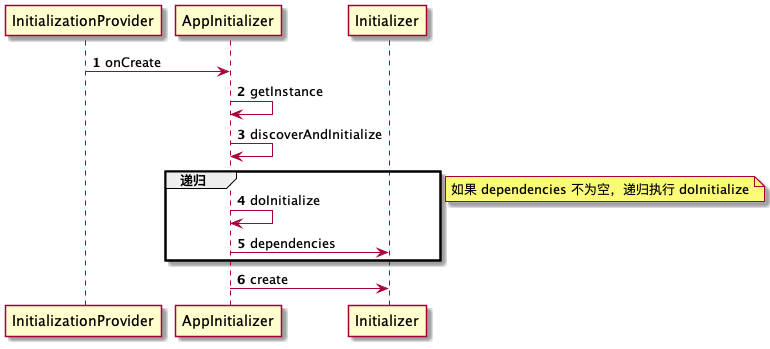 InitializationProvider
AppInitializer
Initializer
1 onCreate
2 getInstance
3 discoverAndInitialize
递归
如果 dependencies 不为空，递归执行 doInitialize
4 doInitialize
5 dependencies
6 create
InitializationProvider
AppInitializer
Initializer